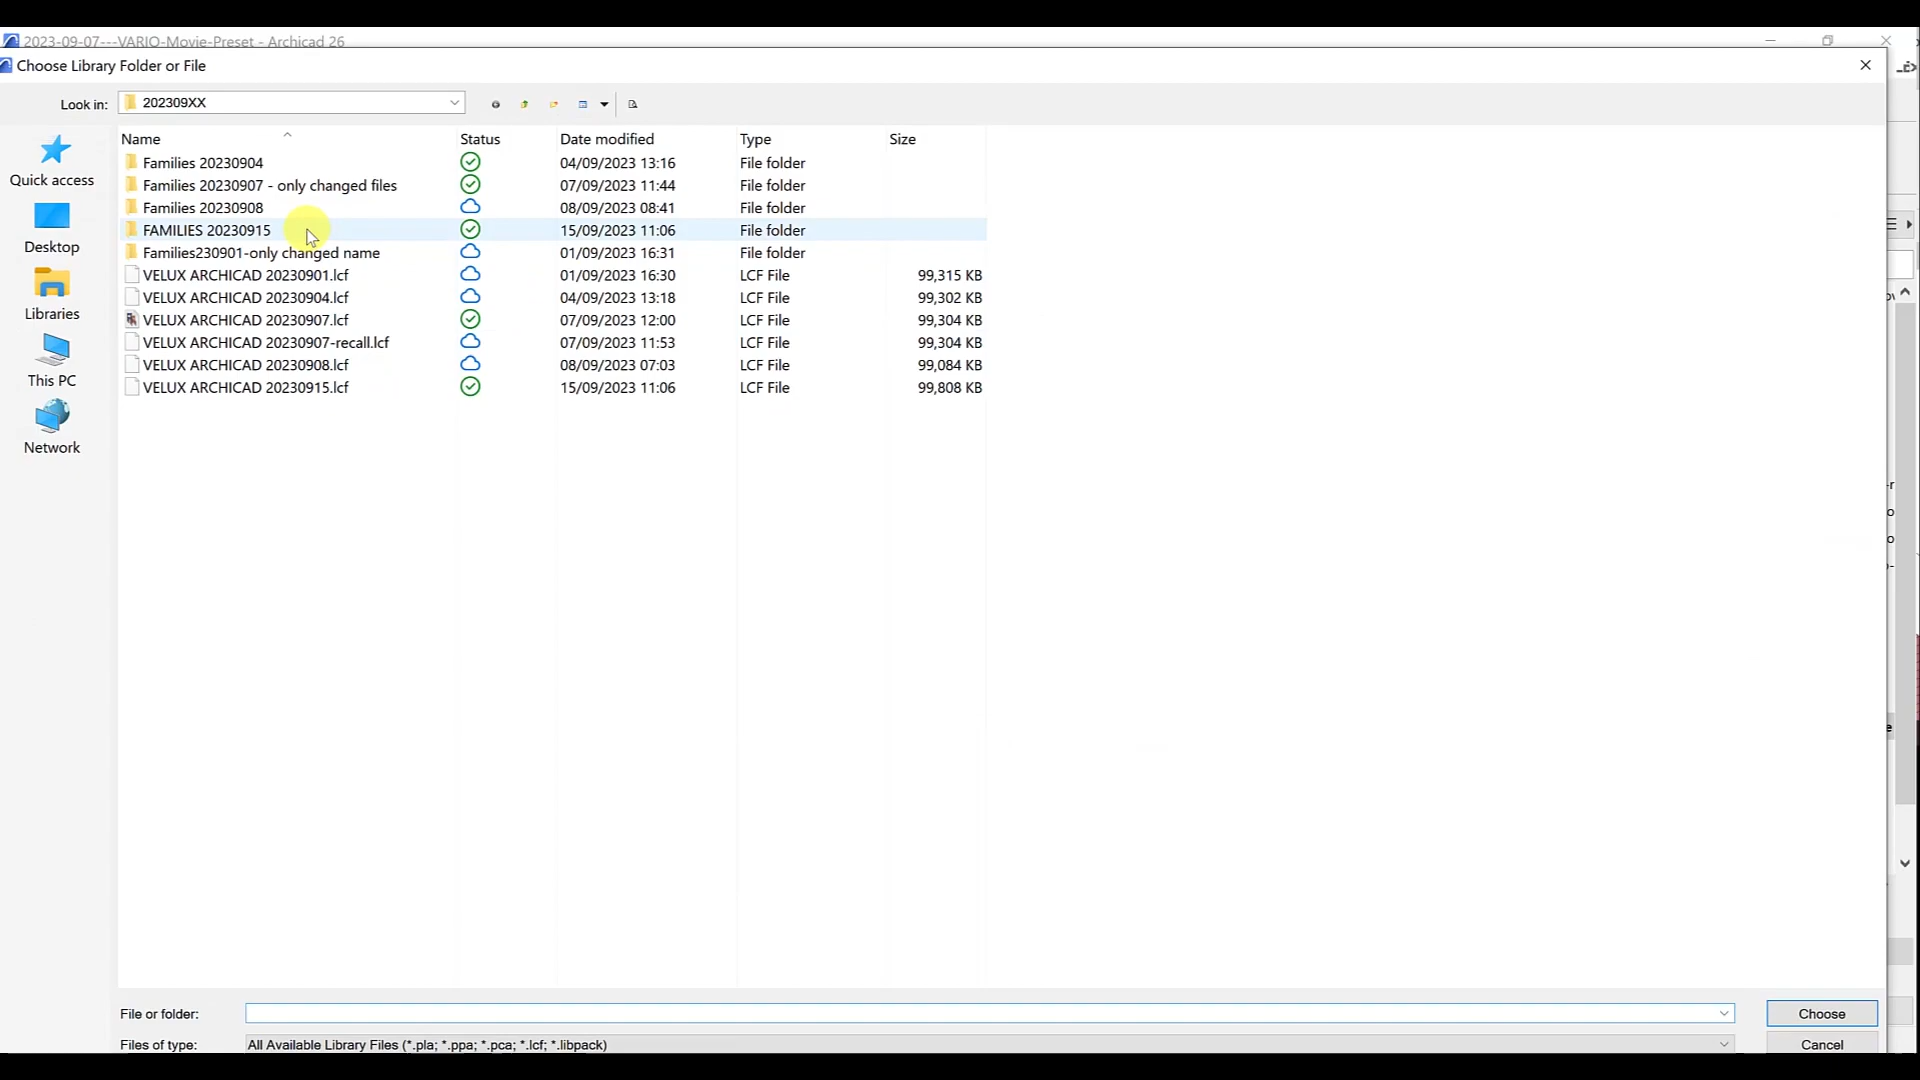 2023-09-07---VARIO-Movie-Preset - Archicad 26
Choose Library Folder or File
Look in: 202309XX
Name Status Date modified Type Size
Families 20230904 04/09/2023 13:16 File folder
Families 20230907 - only changed files 07/09/2023 11:44 File folder
Families 20230908 08/09/2023 08:41 File folder
FAMILIES 20230915 15/09/2023 11:06 File folder
Families230901-only changed name 01/09/2023 16:31 File folder
VELUX ARCHICAD 20230901.lcf 01/09/2023 16:30 LCF File 99,315 KB
VELUX ARCHICAD 20230904.lcf 04/09/2023 13:18 LCF File 99,302 KB
VELUX ARCHICAD 20230907.lcf 07/09/2023 12:00 LCF File 99,304 KB
VELUX ARCHICAD 20230907-recall.lcf 07/09/2023 11:53 LCF File 99,304 KB
VELUX ARCHICAD 20230908.lcf 08/09/2023 07:03 LCF File 99,084 KB
VELUX ARCHICAD 20230915.lcf 15/09/2023 11:06 LCF File 99,808 KB
Quick access
Desktop
Libraries
This PC
Network
File or folder:
Choose
Files of type: All Available Library Files (*.pla; *.ppa; *.pca; *.lcf; *.libpack)
Cancel